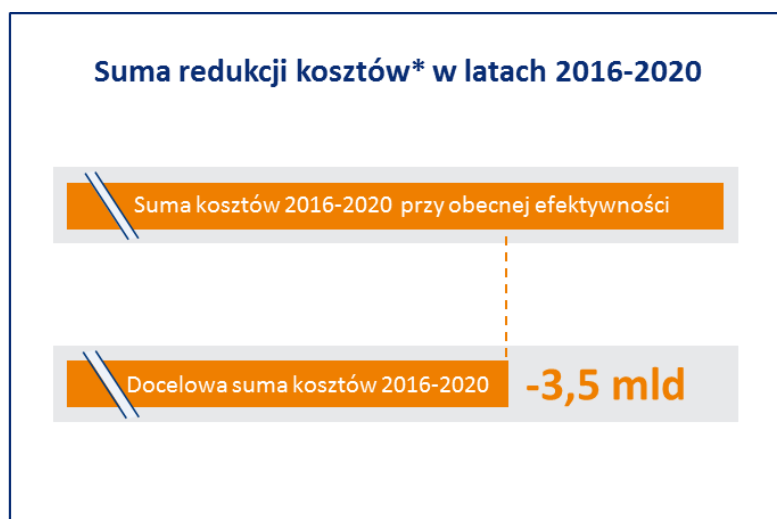 Suma redukcji kosztów* w latach 2016-2020
Suma kosztów 2016-2020 przy obecnej efektywności
Docelowa suma kosztów 2016-2020
-3,5 mld